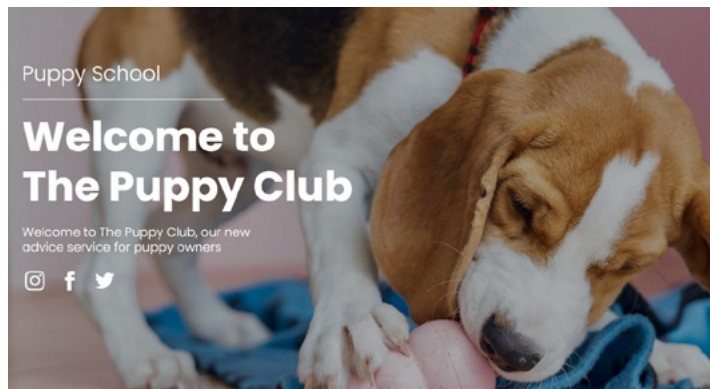 Puppy School
Welcome to
The Puppy Club
Welcome to The Puppy Club, our new
advice service for puppy owners